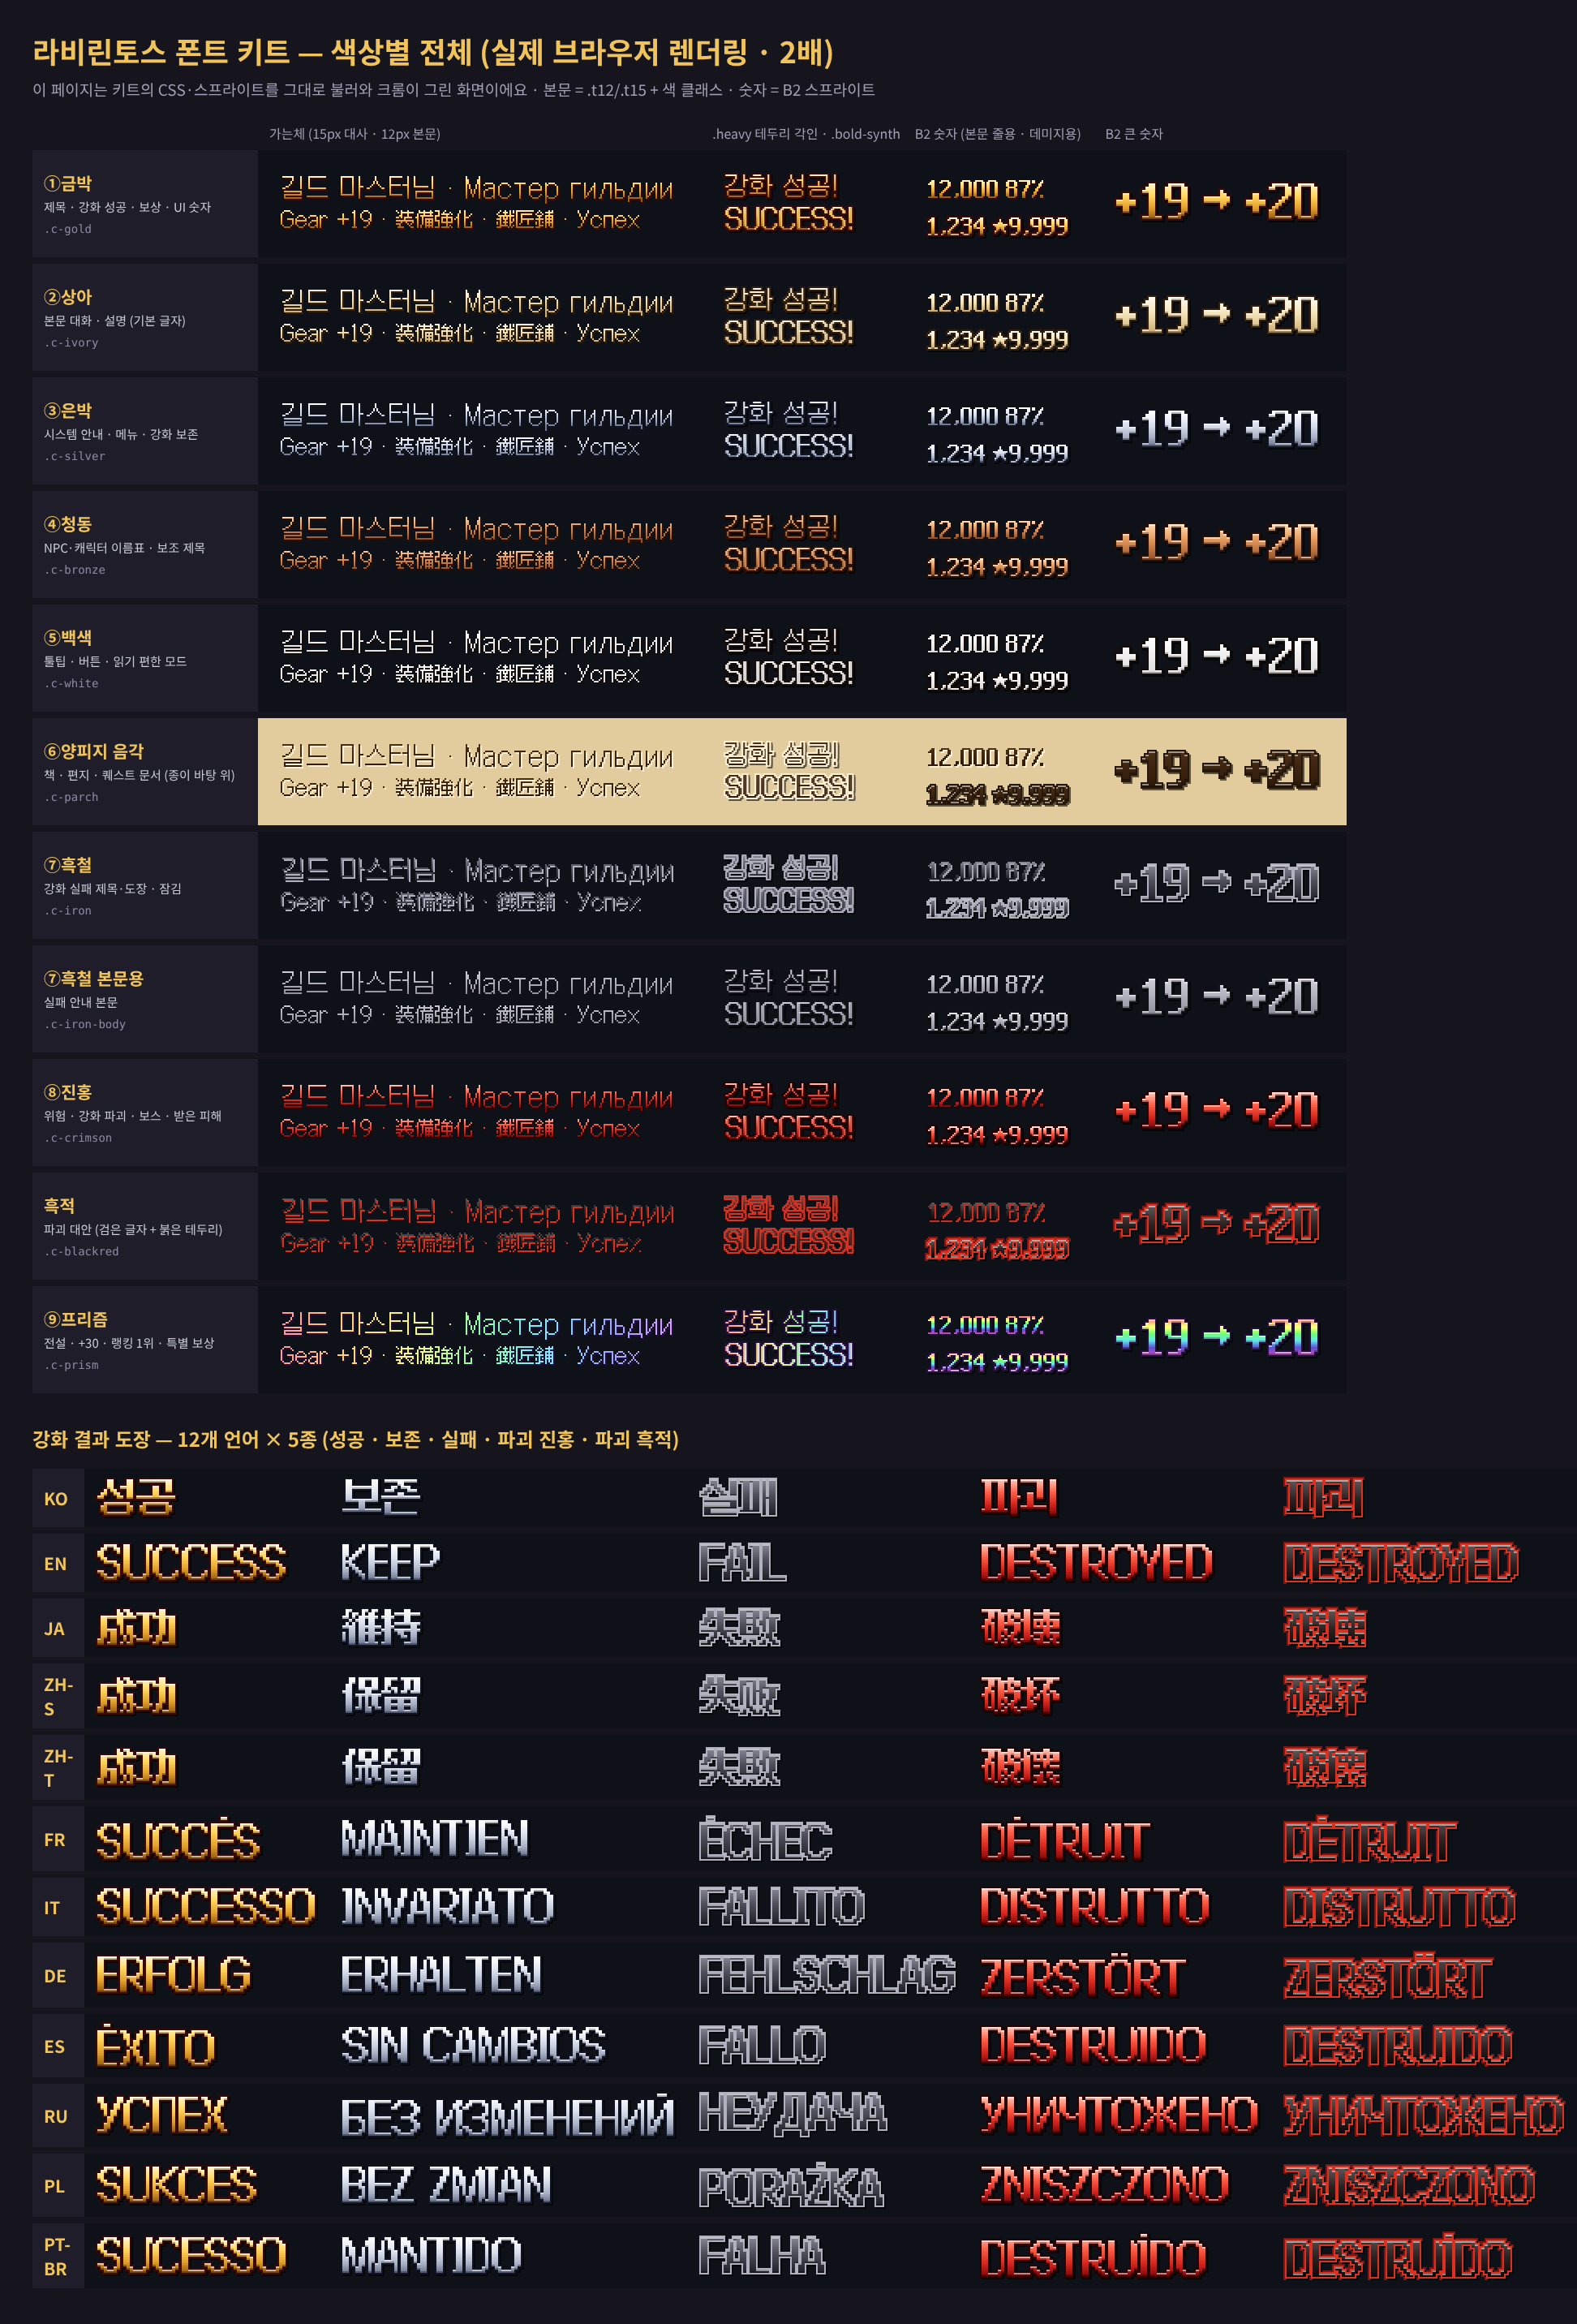 라비린토스 폰트 키트 — 색상별 전체 (실제 브라우저 렌더링 · 2배)
이 페이지는 키트의 CSS·스프라이트를 그대로 불러와 크롬이 그린 화면이에요 · 본문 = .t12/.t15 + 색 클래스 · 숫자 = B2 스프라이트
가는체 (15px 대사 · 12px 본문)
.heavy 테두리 각인 · .bold-synth
B2 숫자 (본문 줄용 · 데미지용)
B2 큰 숫자
①금박
제목 · 강화 성공 · 보상 · UI 숫자
.c-gold
길드 마스터님 · Мастер гильдии
Gear +19 · 装備強化 · 鐵匠鋪 · Успех
강화 성공!
SUCCESS!
12,000 87%
1,234 ★9,999
+19 → +20
②상아
본문 대화 · 설명 (기본 글자)
.c-ivory
길드 마스터님 · Мастер гильдии
Gear +19 · 装備強化 · 鐵匠鋪 · Успех
강화 성공!
SUCCESS!
12,000 87%
1,234 ★9,999
+19 → +20
③은박
시스템 안내 · 메뉴 · 강화 보존
.c-silver
길드 마스터님 · Мастер гильдии
Gear +19 · 装備強化 · 鐵匠鋪 · Успех
강화 성공!
SUCCESS!
12,000 87%
1,234 ★9,999
+19 → +20
④청동
NPC·캐릭터 이름표 · 보조 제목
.c-bronze
길드 마스터님 · Мастер гильдии
Gear +19 · 装備強化 · 鐵匠鋪 · Успех
강화 성공!
SUCCESS!
12,000 87%
1,234 ★9,999
+19 → +20
⑤백색
툴팁 · 버튼 · 읽기 편한 모드
.c-white
길드 마스터님 · Мастер гильдии
Gear +19 · 装備強化 · 鐵匠鋪 · Успех
강화 성공!
SUCCESS!
12,000 87%
1,234 ★9,999
+19 → +20
⑥양피지 음각
책 · 편지 · 퀘스트 문서 (종이 바탕 위)
.c-parch
길드 마스터님 · Мастер гильдии
Gear +19 · 装備強化 · 鐵匠鋪 · Успех
강화 성공!
SUCCESS!
12,000 87%
1,234 ★9,999
+19 → +20
⑦흑철
강화 실패 제목·도장 · 잠김
.c-iron
길드 마스터님 · Мастер гильдии
Gear +19 · 装備強化 · 鐵匠鋪 · Успех
강화 성공!
SUCCESS!
12,000 87%
1,234 ★9,999
+19 → +20
⑦흑철 본문용
실패 안내 본문
.c-iron-body
길드 마스터님 · Мастер гильдии
Gear +19 · 装備強化 · 鐵匠鋪 · Успех
강화 성공!
SUCCESS!
12,000 87%
1,234 ★9,999
+19 → +20
⑧진홍
위험 · 강화 파괴 · 보스 · 받은 피해
.c-crimson
길드 마스터님 · Мастер гильдии
Gear +19 · 装備強化 · 鐵匠鋪 · Успех
강화 성공!
SUCCESS!
12,000 87%
1,234 ★9,999
+19 → +20
흑적
파괴 대안 (검은 글자 + 붉은 테두리)
.c-blackred
길드 마스터님 · Мастер гильдии
Gear +19 · 装備強化 · 鐵匠鋪 · Успех
강화 성공!
SUCCESS!
12,000 87%
1,234 ★9,999
+19 → +20
⑨프리즘
전설 · +30 · 랭킹 1위 · 특별 보상
.c-prism
길드 마스터님 · Мастер гильдии
Gear +19 · 装備強化 · 鐵匠鋪 · Успех
강화 성공!
SUCCESS!
12,000 87%
1,234 ★9,999
+19 → +20
강화 결과 도장 — 12개 언어 × 5종 (성공 · 보존 · 실패 · 파괴 진홍 · 파괴 흑적)
KO 성공 보존 실패 파괴 파괴
EN SUCCESS KEEP FAIL DESTROYED DESTROYED
JA 成功 維持 失敗 破壊 破壊
ZH-S 成功 保留 失败 破坏 破坏
ZH-T 成功 保留 失敗 破壞 破壞
FR SUCCÈS MAINTIEN ÉCHEC DÉTRUIT DÉTRUIT
IT SUCCESSO INVARIATO FALLITO DISTRUTTO DISTRUTTO
DE ERFOLG ERHALTEN FEHLSCHLAG ZERSTÖRT ZERSTÖRT
ES ÉXITO SIN CAMBIOS FALLO DESTRUIDO DESTRUIDO
RU УСПЕХ БЕЗ ИЗМЕНЕНИЙ НЕУДАЧА УНИЧТОЖЕНО УНИЧТОЖЕНО
PL SUKCES BEZ ZMIAN PORAŻKA ZNISZCZONO ZNISZCZONO
PT-BR SUCESSO MANTIDO FALHA DESTRUÍDO DESTRUÍDO